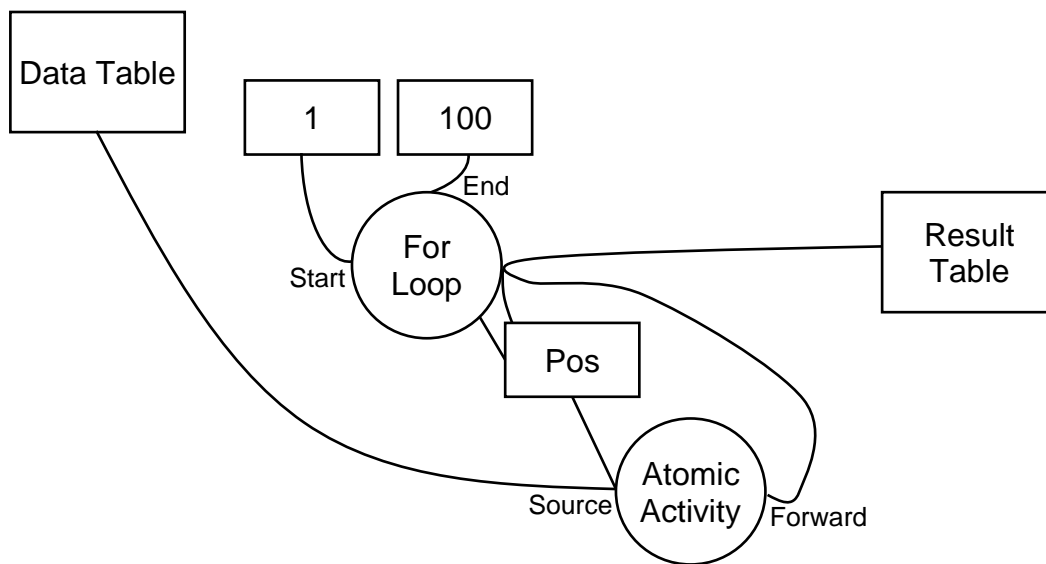 Data Table
1
100
End
For
Loop
Start
Result
Table
Pos
Atomic
Activity
Source
Forward